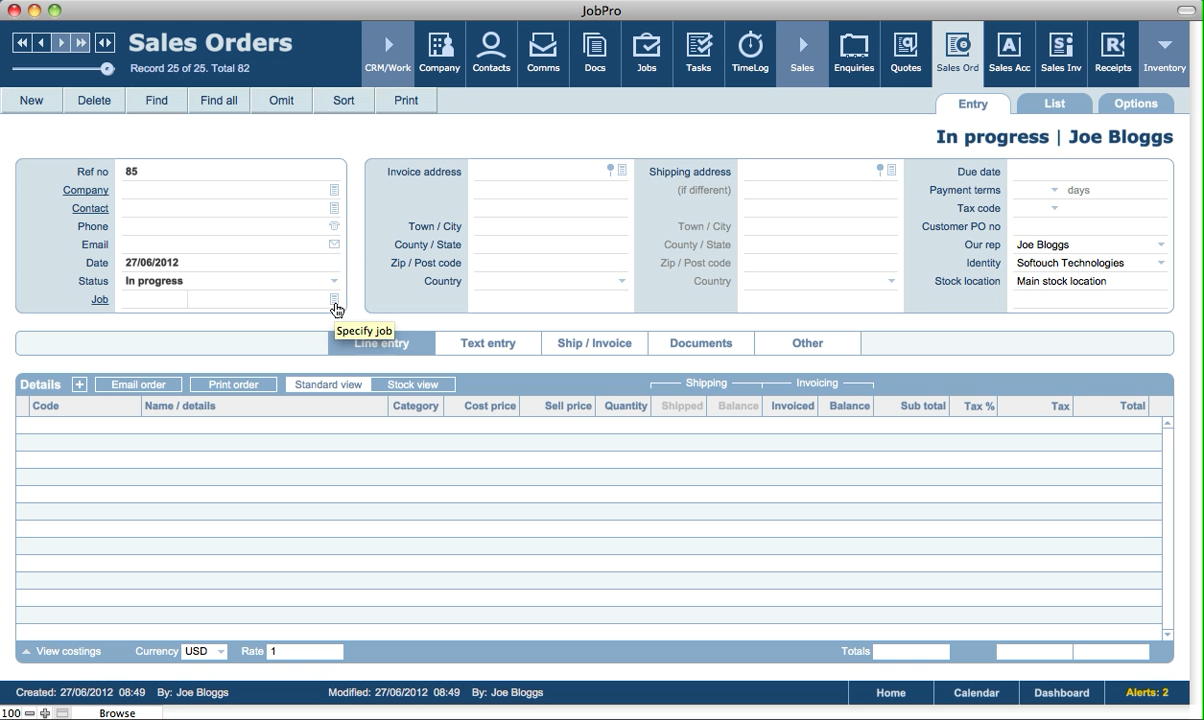 JobPro
Sales Orders
Record 25 of 25. Total 82
CRM/Work Company Contacts Comms Docs Jobs Tasks TimeLog Sales Enquiries Quotes Sales Ord Sales Acc Sales Inv Receipts Inventory
New Delete Find Find all Omit Sort Print
Entry List Options
In progress | Joe Bloggs
Ref no 85
Company
Contact
Phone
Email
Date 27/06/2012
Status In progress
Job
Specify job
Invoice address
Town / City
County / State
Zip / Post code
Country
Shipping address
(if different)
Town / City
County / State
Zip / Post code
Country
Due date
Payment terms days
Tax code
Customer PO no
Our rep Joe Bloggs
Identity Softouch Technologies
Stock location Main stock location
Line entry Text entry Ship / Invoice Documents Other
Details + Email order Print order Standard view Stock view Shipping Invoicing
Code Name / details Category Cost price Sell price Quantity Shipped Balance Invoiced Balance Sub total Tax % Tax Total
View costings Currency USD Rate 1 Totals
Created: 27/06/2012 08:49 By: Joe Bloggs Modified: 27/06/2012 08:49 By: Joe Bloggs Home Calendar Dashboard Alerts: 2
100 Browse